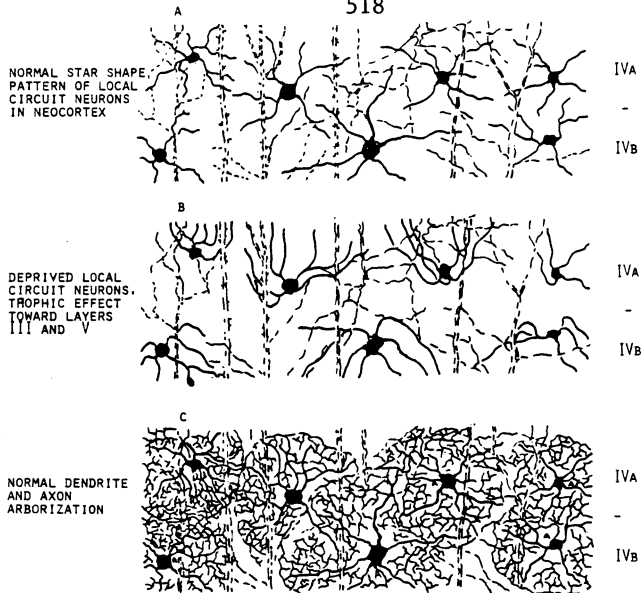 518
A
NORMAL STAR SHAPE
PATTERN OF LOCAL
CIRCUIT NEURONS
IN NEOCORTEX
IVA
-
IVB
B
DEPRIVED LOCAL
CIRCUIT NEURONS.
TROPHIC EFFECT
TOWARD LAYERS
III AND V
IVA
-
IVB
C
NORMAL DENDRITE
AND AXON
ARBORIZATION
IVA
-
IVB